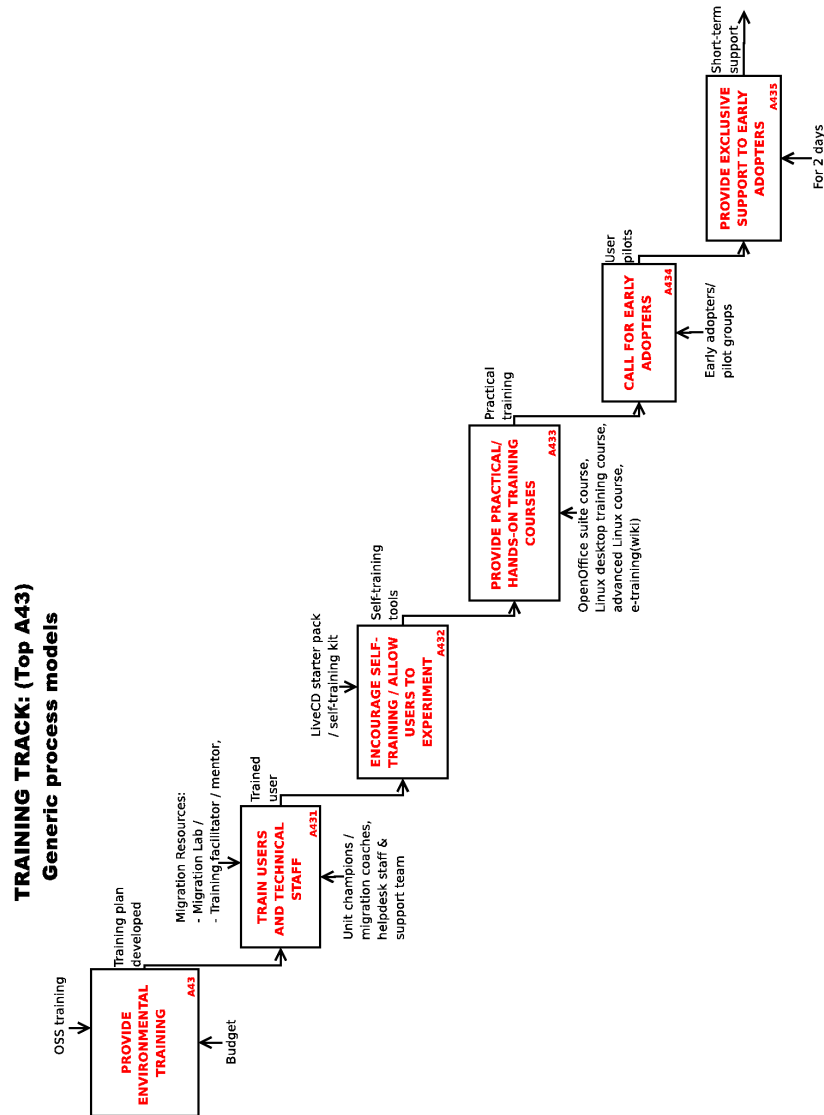 TRAINING TRACK: (Top A43)
Generic process models
OSS training
PROVIDE
ENVIRONMENTAL
TRAINING
A43
Budget
Training plan
developed
Migration Resources:
- Migration Lab /
- Training facilitator / mentor,
TRAIN USERS
AND TECHNICAL
STAFF
A431
Unit champions /
migration coaches,
helpdesk staff &
support team
Trained
user
LiveCD starter pack
/ self-training kit
ENCOURAGE SELF-
TRAINING / ALLOW
USERS TO
EXPERIMENT
A432
Self-training
tools
PROVIDE PRACTICAL/
HANDS-ON TRAINING
COURSES
A433
OpenOffice suite course,
Linux desktop training course,
advanced Linux course,
e-training(wiki)
Practical
training
CALL FOR EARLY
ADOPTERS
A434
Early adopters/
pilot groups
User
pilots
PROVIDE EXCLUSIVE
SUPPORT TO EARLY
ADOPTERS
A435
For 2 days
Short-term
support